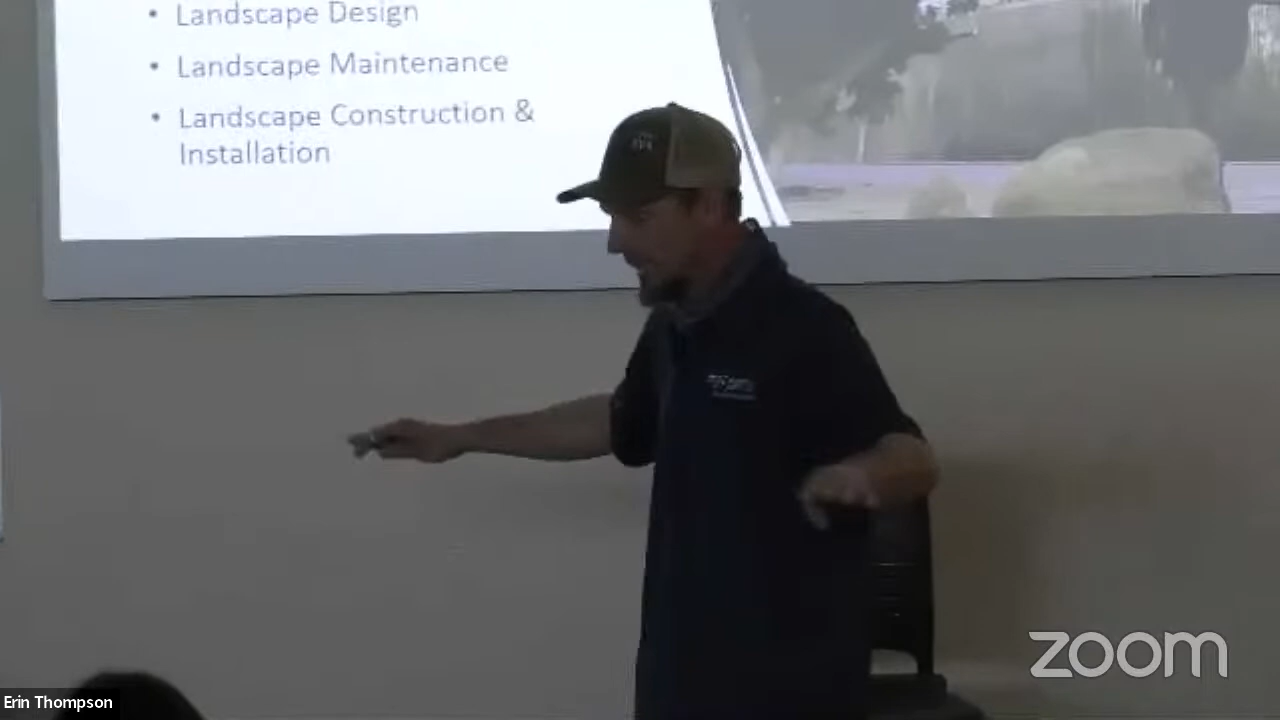 Landscape Design
Landscape Maintenance
Landscape Construction &
Installation
zoom
Erin Thompson